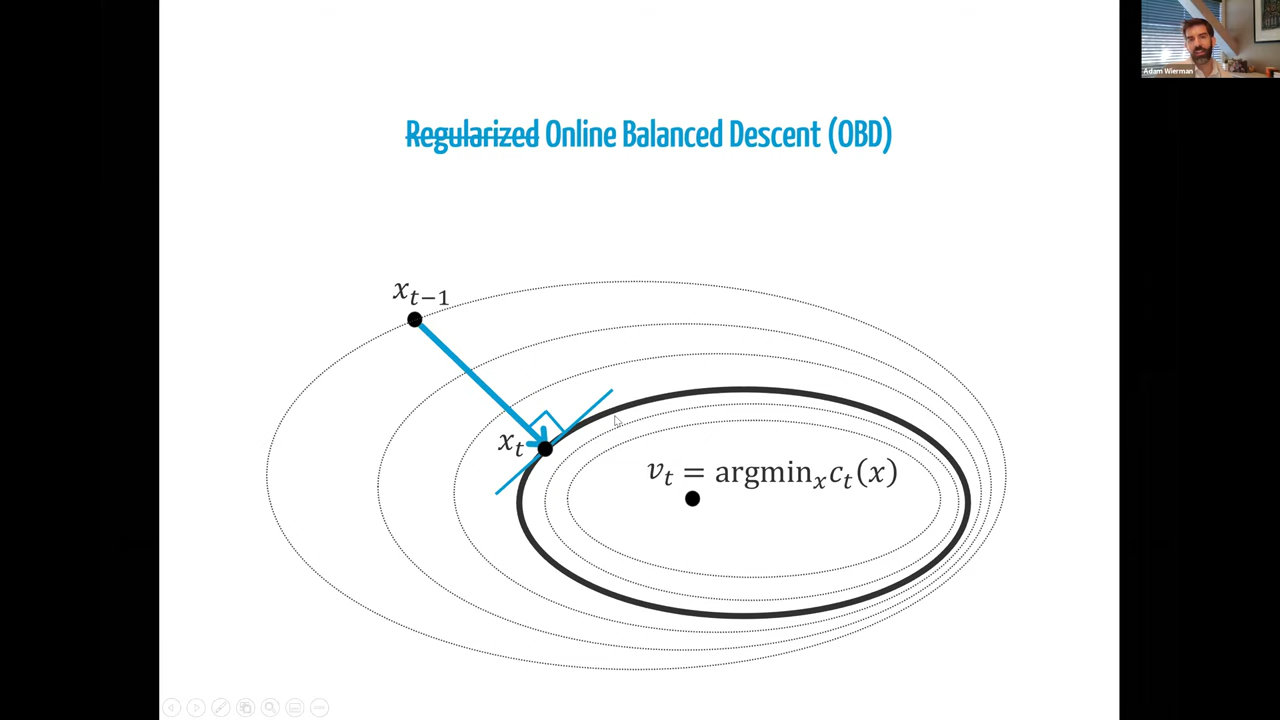 Adam Wierman
Regularized Online Balanced Descent (OBD)
x_{t−1}
x_t
v_t = argmin_x c_t(x)